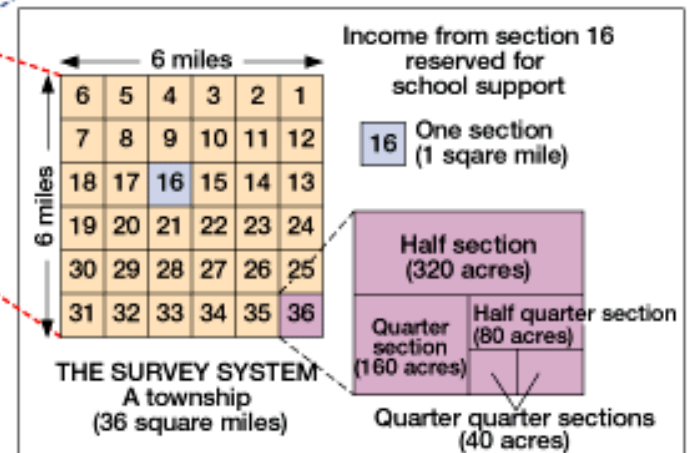 6 miles
Income from section 16
reserved for
school support
6 miles
6 5 4 3 2 1
7 8 9 10 11 12
18 17 16 15 14 13
19 20 21 22 23 24
30 29 28 27 26 25
31 32 33 34 35 36
16
One section
(1 sqare mile)
Half section
(320 acres)
Quarter
section
(160 acres)
Half quarter section
(80 acres)
THE SURVEY SYSTEM
A township
(36 square miles)
Quarter quarter sections
(40 acres)